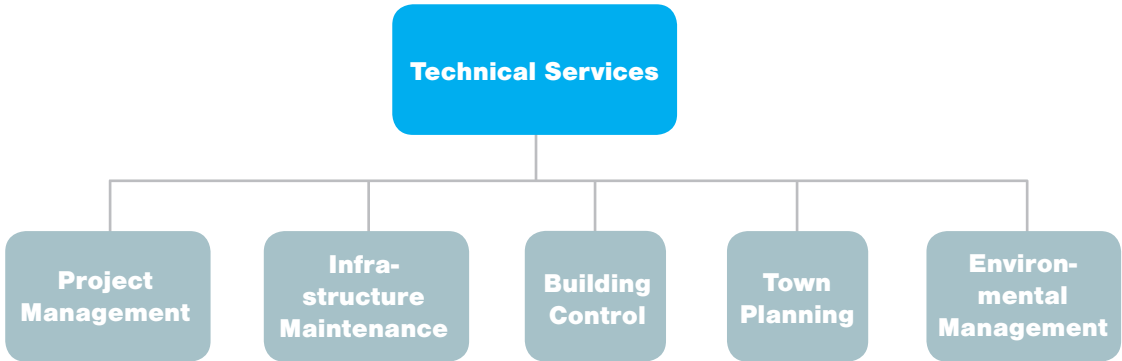 Technical Services
Project
Management
Infra-
structure
Maintenance
Building
Control
Town
Planning
Environ-
mental
Management